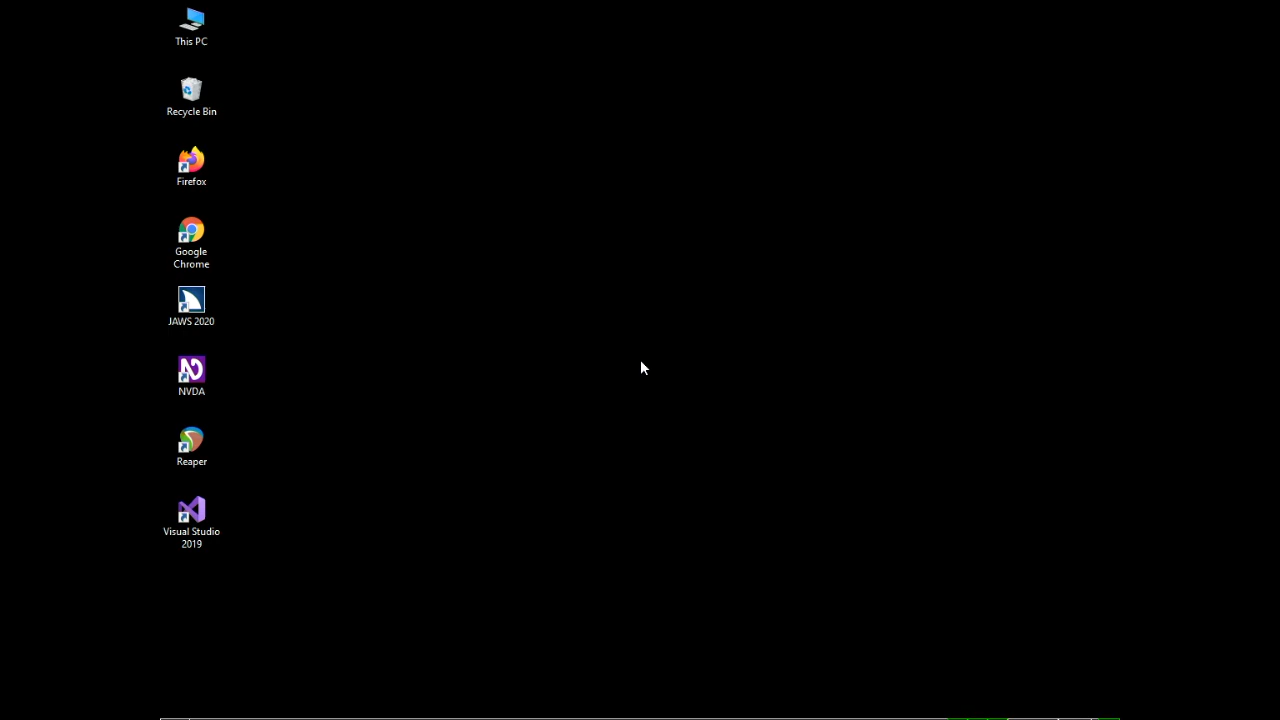 This PC
Recycle Bin
Firefox
Google
Chrome
JAWS 2020
NVDA
Reaper
Visual Studio
2019